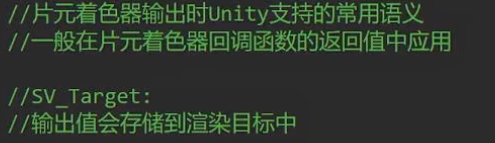 //片元着色器输出时Unity支持的常用语义
//一般在片元着色器回调函数的返回值中应用
//SV_Target:
//输出值会存储到渲染目标中